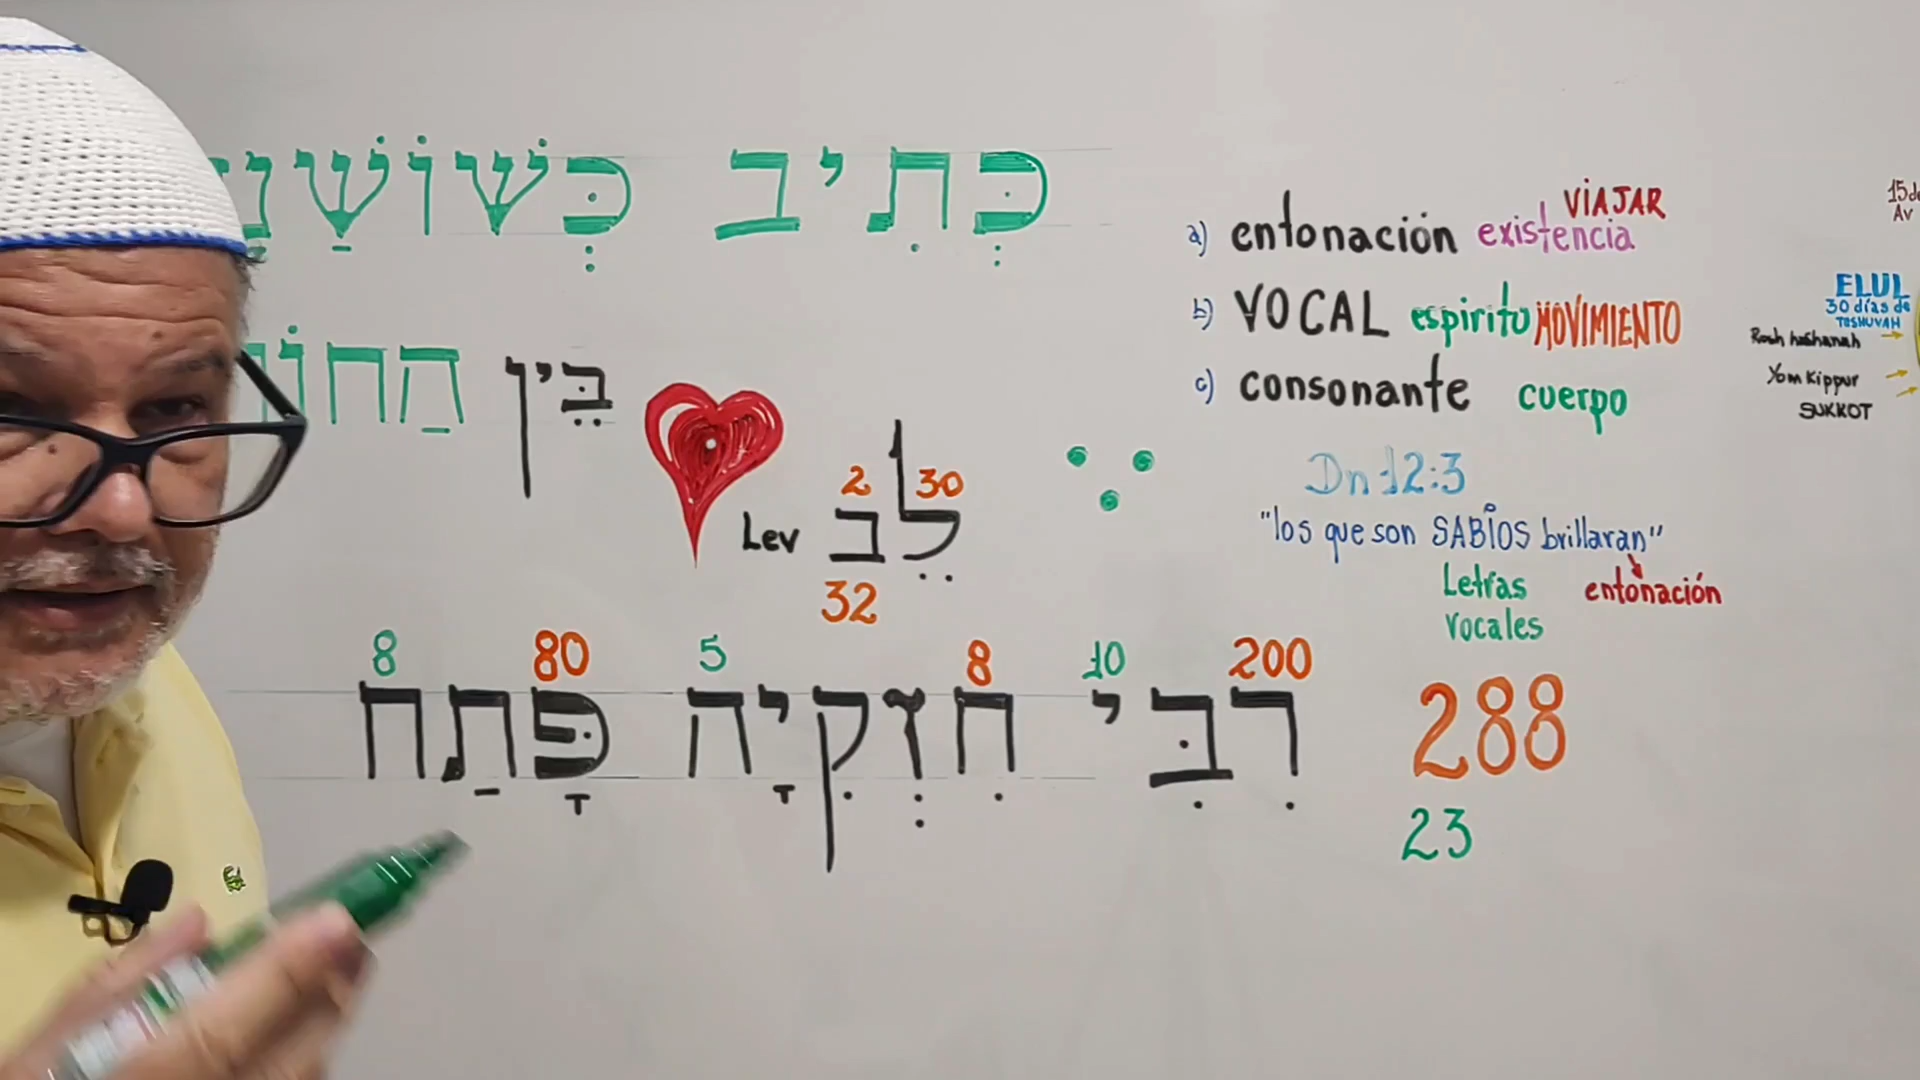 כְּתִיב כְּשׁוֹשַׁנָּ
בֵּין הַחוֹ
Lev
2 30
לֵב
32
8 80 5 8 10 200
רִבִּי חִזְקִיָה פָּתַח
a) entonación existencia VIAJAR
b) VOCAL espiritu MOVIMIENTO
c) consonante cuerpo
Dn 12:3
"los que son SABIOS brillaran"
Letras entonación
vocales
288
23
15 de
Av
ELUL
30 días de
TESHUVAH
Rosh hashanah
Yom Kippur
SUKKOT